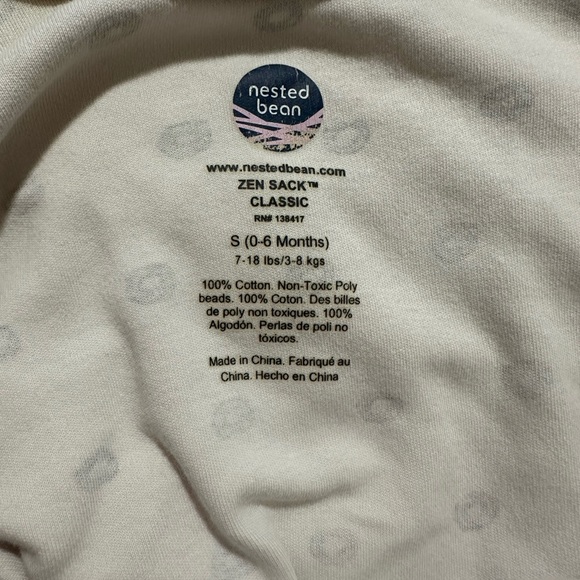 nested
bean
www.nestedbean.com
ZEN SACK™
CLASSIC
RN# 138417
S (0-6 Months)
7-18 lbs/3-8 kgs
100% Cotton. Non-Toxic Poly
beads. 100% Coton. Des billes
de poly non toxiques. 100%
Algodón. Perlas de poli no
tóxicos.
Made in China. Fabriqué au
China. Hecho en China